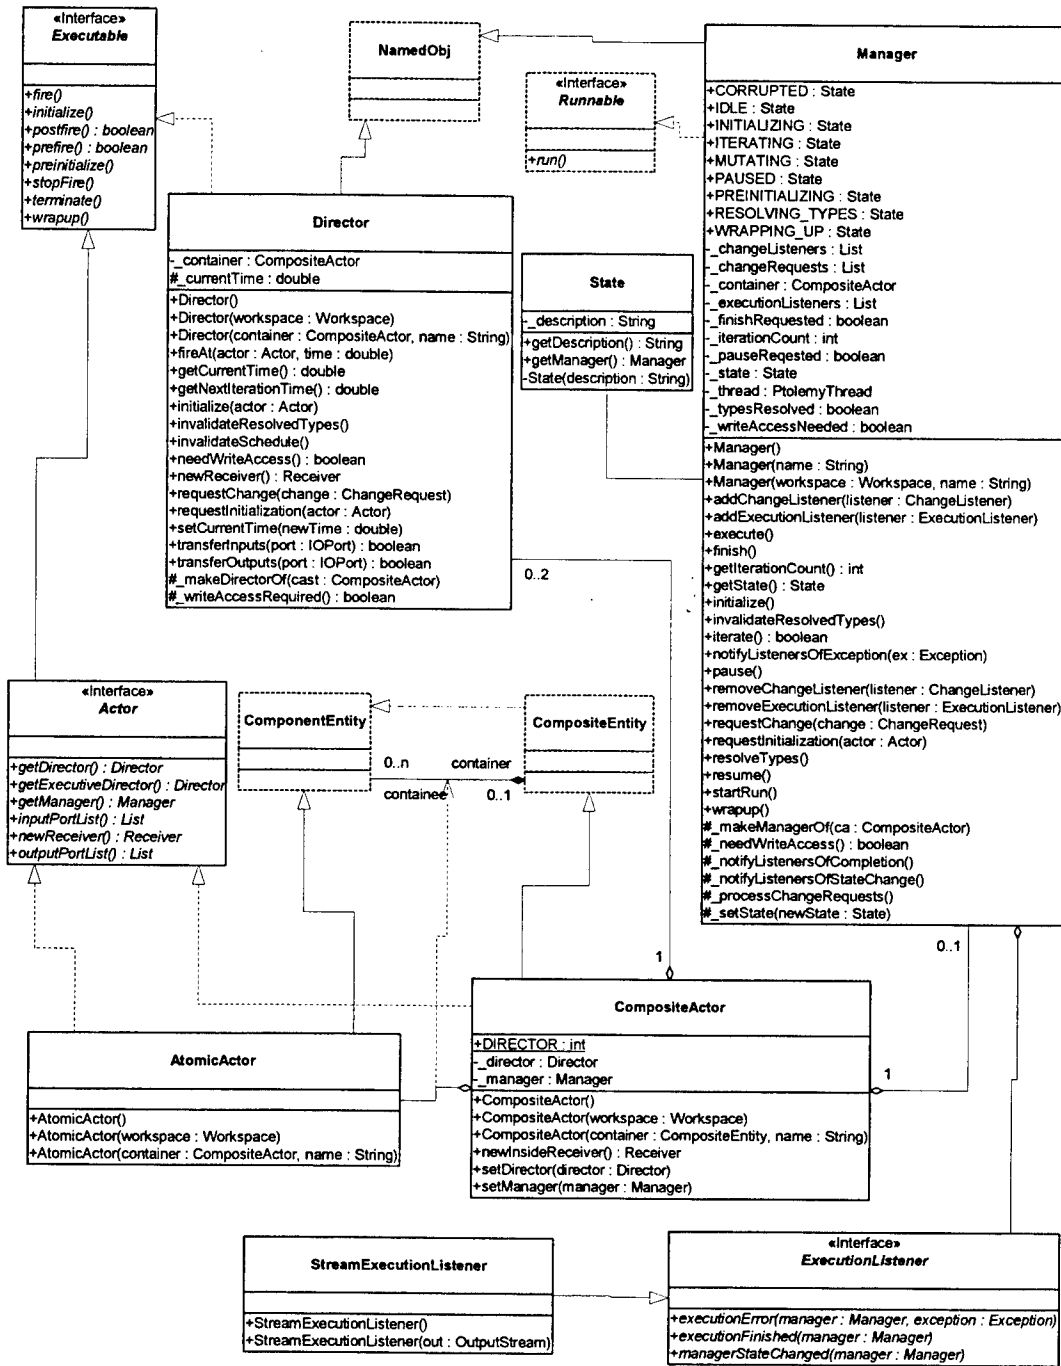 «Interface»
Executable
+fire()
+initialize()
+postfire() : boolean
+prefire() : boolean
+preinitialize()
+stopFire()
+terminate()
+wrapup()
NamedObj
«Interface»
Runnable
+run()
Manager
+CORRUPTED : State
+IDLE : State
+INITIALIZING : State
+ITERATING : State
+MUTATING : State
+PAUSED : State
+PREINITIALIZING : State
+RESOLVING_TYPES : State
+WRAPPING_UP : State
-_changeListeners : List
-_changeRequests : List
-_container : CompositeActor
-_executionListeners : List
-_finishRequested : boolean
-_iterationCount : int
-_pauseReqested : boolean
-_state : State
-_thread : PtolemyThread
-_typesResolved : boolean
-_writeAccessNeeded : boolean
+Manager()
+Manager(name : String)
+Manager(workspace : Workspace, name : String)
+addChangeListener(listener : ChangeListener)
+addExecutionListener(listener : ExecutionListener)
+execute()
+finish()
+getIterationCount() : int
+getState() : State
+initialize()
+invalidateResolvedTypes()
+iterate() : boolean
+notifyListenersOfException(ex : Exception)
+pause()
+removeChangeListener(listener : ChangeListener)
+removeExecutionListener(listener : ExecutionListener)
+requestChange(change : ChangeRequest)
+requestInitialization(actor : Actor)
+resolveTypes()
+resume()
+startRun()
+wrapup()
#_makeManagerOf(ca : CompositeActor)
#_needWriteAccess() : boolean
#_notifyListenersOfCompletion()
#_notifyListenersOfStateChange()
#_processChangeRequests()
#_setState(newState : State)
Director
-_container : CompositeActor
#_currentTime : double
+Director()
+Director(workspace : Workspace)
+Director(container : CompositeActor, name : String)
+fireAt(actor : Actor, time : double)
+getCurrentTime() : double
+getNextIterationTime() : double
+initialize(actor : Actor)
+invalidateResolvedTypes()
+invalidateSchedule()
+needWriteAccess() : boolean
+newReceiver() : Receiver
+requestChange(change : ChangeRequest)
+requestInitialization(actor : Actor)
+setCurrentTime(newTime : double)
+transferInputs(port : IOPort) : boolean
+transferOutputs(port : IOPort) : boolean
#_makeDirectorOf(cast : CompositeActor)
#_writeAccessRequired() : boolean
State
-_description : String
+getDescription() : String
+getManager() : Manager
-State(description : String)
0..2
«Interface»
Actor
+getDirector() : Director
+getExecutiveDirector() : Director
+getManager() : Manager
+inputPortList() : List
+newReceiver() : Receiver
+outputPortList() : List
ComponentEntity
CompositeEntity
0..n
container
containee
0..1
1
0..1
CompositeActor
+DIRECTOR : int
-_director : Director
-_manager : Manager
+CompositeActor()
+CompositeActor(workspace : Workspace)
+CompositeActor(container : CompositeEntity, name : String)
+newInsideReceiver() : Receiver
+setDirector(director : Director)
+setManager(manager : Manager)
1
AtomicActor
+AtomicActor()
+AtomicActor(workspace : Workspace)
+AtomicActor(container : CompositeActor, name : String)
StreamExecutionListener
+StreamExecutionListener()
+StreamExecutionListener(out : OutputStream)
«Interface»
ExecutionListener
+executionError(manager : Manager, exception : Exception)
+executionFinished(manager : Manager)
+managerStateChanged(manager : Manager)